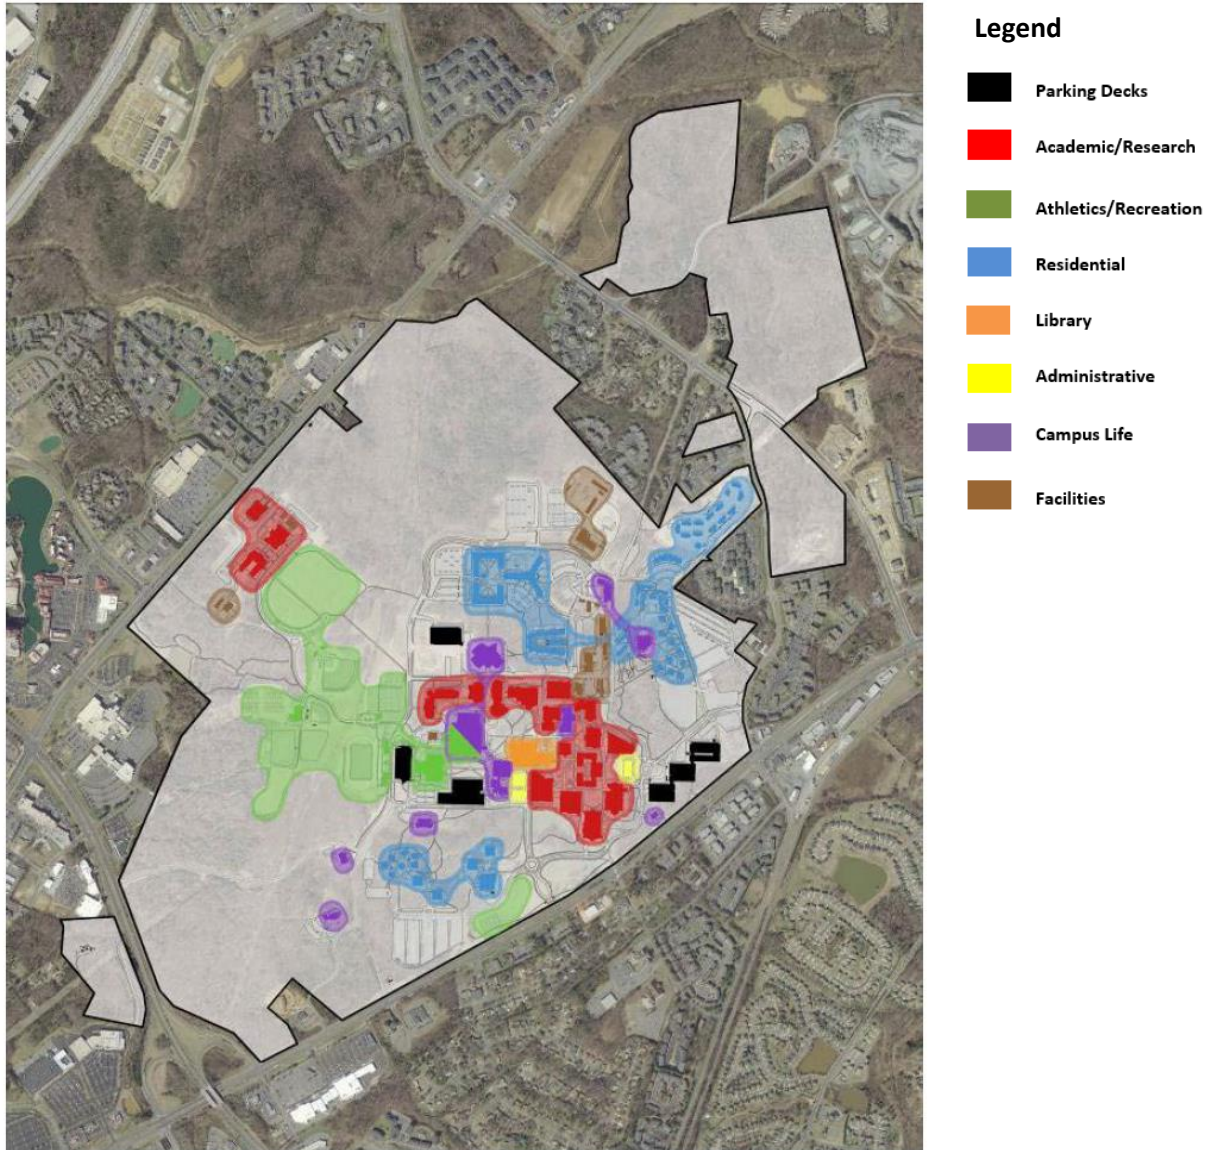 Legend
Parking Decks
Academic/Research
Athletics/Recreation
Residential
Library
Administrative
Campus Life
Facilities